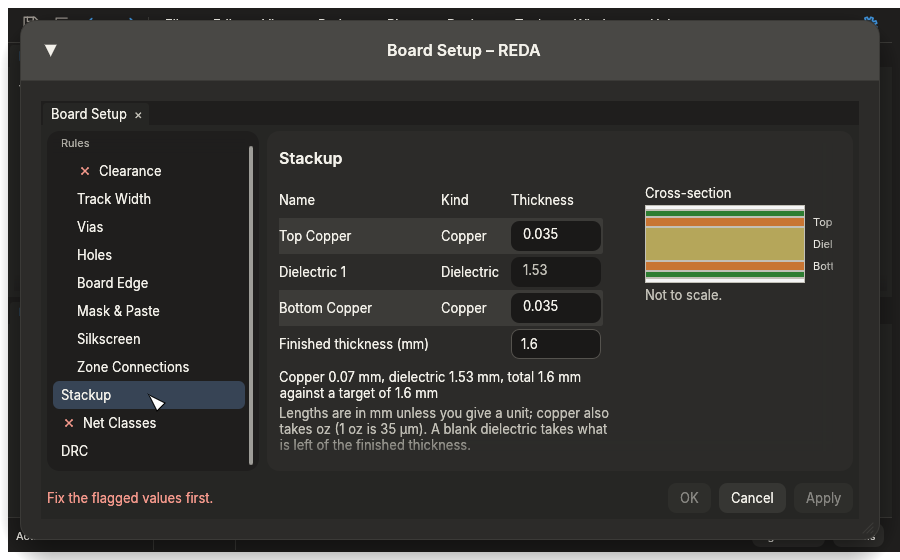 Board Setup – REDA
Board Setup ×
Rules
× Clearance
Track Width
Vias
Holes
Board Edge
Mask & Paste
Silkscreen
Zone Connections
Stackup
× Net Classes
DRC
Stackup
Name Kind Thickness
Top Copper Copper 0.035
Dielectric 1 Dielectric 1.53
Bottom Copper Copper 0.035
Finished thickness (mm) 1.6
Copper 0.07 mm, dielectric 1.53 mm, total 1.6 mm
against a target of 1.6 mm
Lengths are in mm unless you give a unit; copper also
takes oz (1 oz is 35 µm). A blank dielectric takes what
is left of the finished thickness.
Cross-section
Top
Diel
Bott
Not to scale.
Fix the flagged values first.
OK Cancel Apply